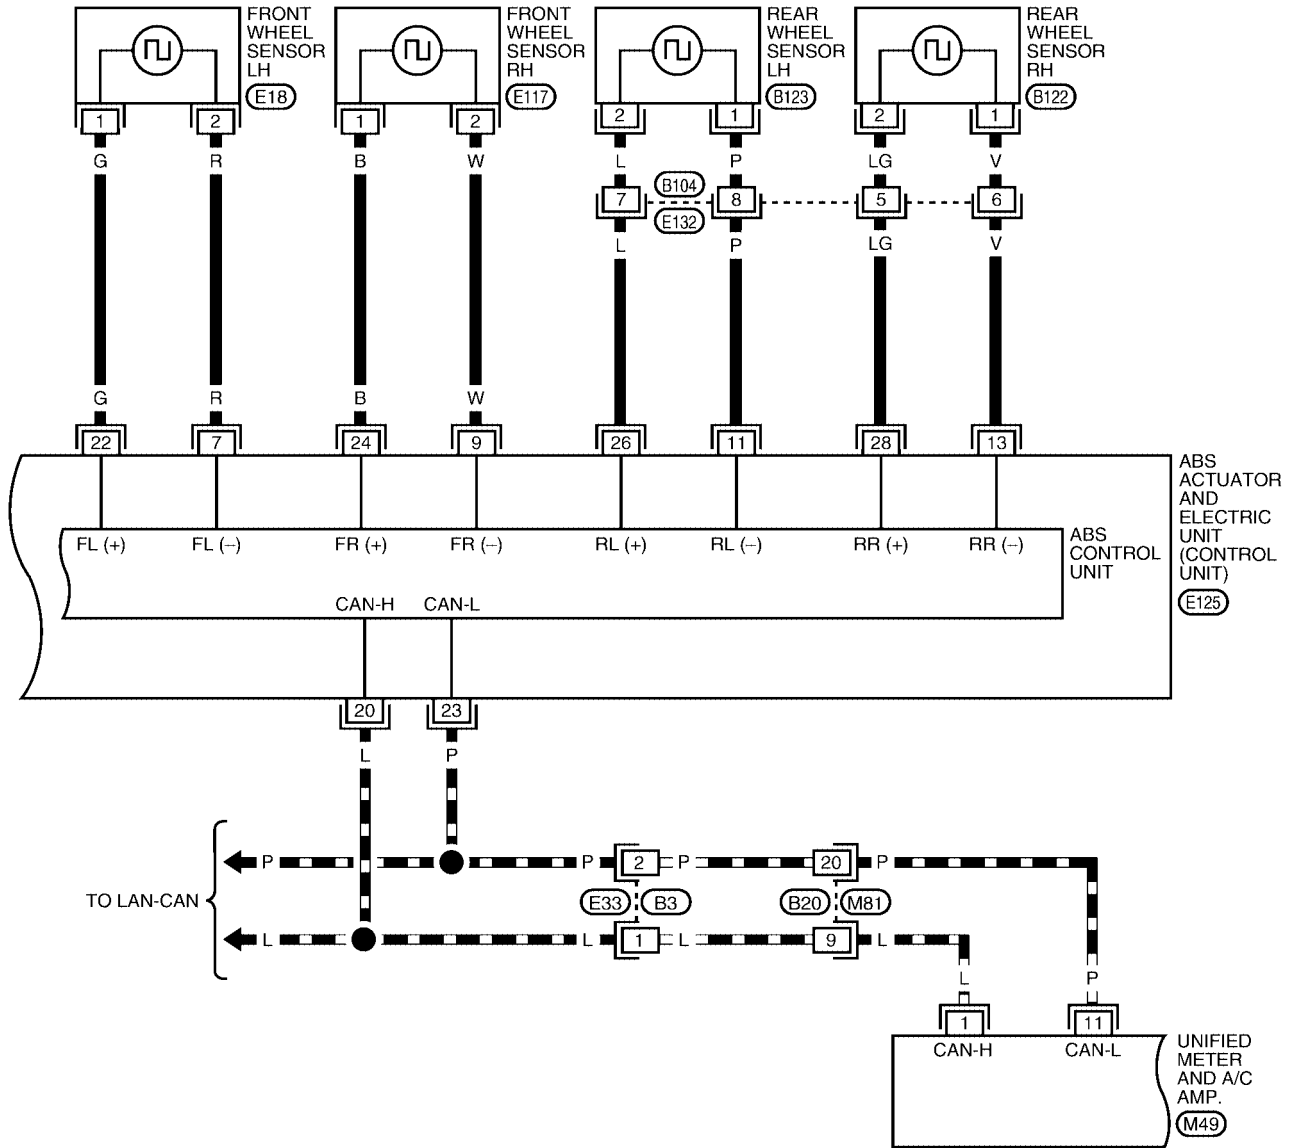 FRONT
WHEEL
SENSOR
LH
E18
FRONT
WHEEL
SENSOR
RH
E117
REAR
WHEEL
SENSOR
LH
B123
REAR
WHEEL
SENSOR
RH
B122
1 2 1 2 2 1 2 1
G R B W L P LG V
B104
7 8 5 6
E132
L P LG V
G R B W
22 7 24 9 26 11 28 13
ABS
ACTUATOR
AND
ELECTRIC
UNIT
(CONTROL
UNIT)
E125
FL (+) FL (–) FR (+) FR (–) RL (+) RL (–) RR (+) RR (–)
ABS
CONTROL
UNIT
CAN-H CAN-L
20 23
L P
P P 2 P 20 P
TO LAN-CAN
E33 B3 B20 M81
L L 1 L 9 L
L P
1 11
CAN-H CAN-L
UNIFIED
METER
AND A/C
AMP.
M49